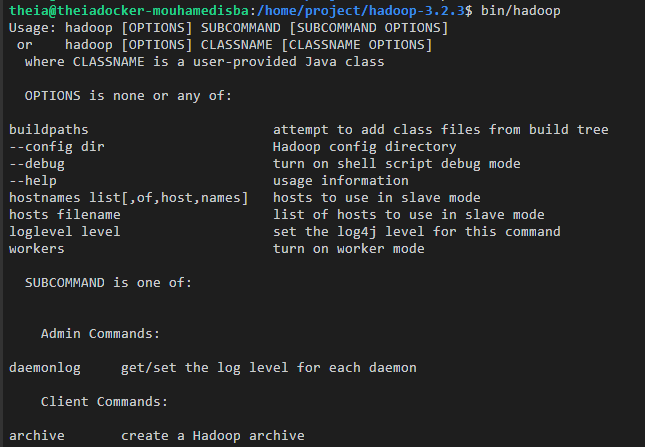 theia@theiadocker-mouhamedisba:/home/project/hadoop-3.2.3$ bin/hadoop
Usage: hadoop [OPTIONS] SUBCOMMAND [SUBCOMMAND OPTIONS]
 or    hadoop [OPTIONS] CLASSNAME [CLASSNAME OPTIONS]
  where CLASSNAME is a user-provided Java class
  OPTIONS is none or any of:
buildpaths                       attempt to add class files from build tree
--config dir                     Hadoop config directory
--debug                          turn on shell script debug mode
--help                           usage information
hostnames list[,of,host,names]   hosts to use in slave mode
hosts filename                   list of hosts to use in slave mode
loglevel level                   set the log4j level for this command
workers                          turn on worker mode
  SUBCOMMAND is one of:
    Admin Commands:
daemonlog     get/set the log level for each daemon
    Client Commands:
archive       create a Hadoop archive